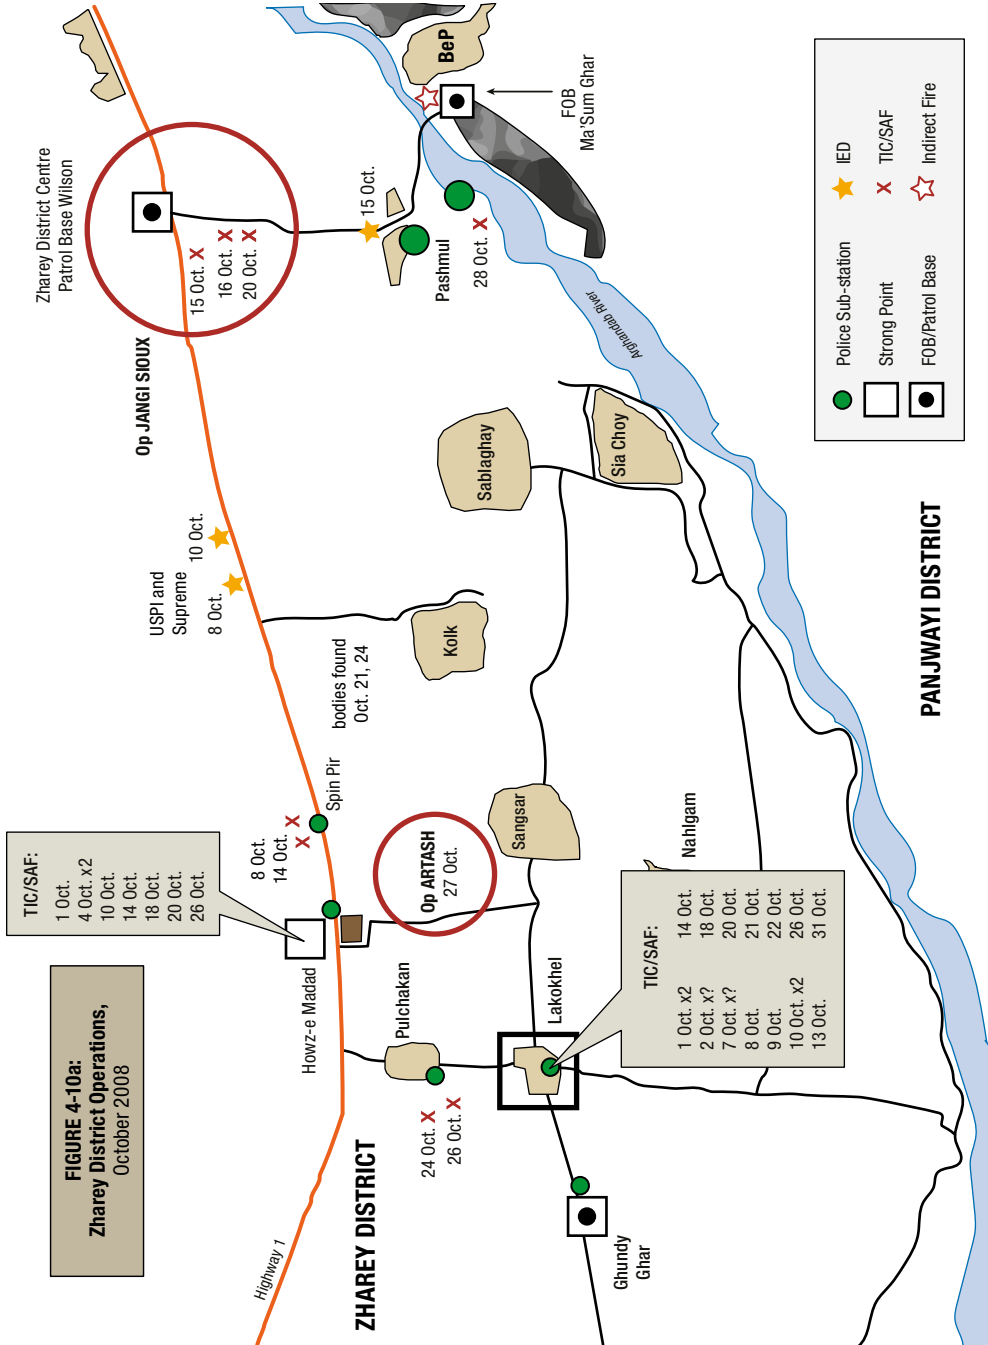 FIGURE 4-10a:
Zharey District Operations,
October 2008
TIC/SAF:
1 Oct.
4 Oct. x2
10 Oct.
14 Oct.
18 Oct.
20 Oct.
26 Oct.
Highway 1
ZHAREY DISTRICT
Howz-e Madad
8 Oct.
14 Oct. X X
Spin Pir
USPI and
Supreme
8 Oct.
10 Oct.
Op JANGI SIOUX
Zharey District Centre
Patrol Base Wilson
15 Oct. X
16 Oct. X
20 Oct. X
15 Oct.
Pashmul
28 Oct. X
BeP
FOB
Ma'Sum Ghar
Arghandab River
Pulchakan
24 Oct. X
26 Oct. X
Op ARTASH
27 Oct.
bodies found
Oct. 21, 24
Kolk
Sablaghay
Sia Choy
Sangsar
Nahlgam
Lakokhel
Ghundy
Ghar
TIC/SAF:
1 Oct. x2 14 Oct.
2 Oct. x? 18 Oct.
7 Oct. x? 20 Oct.
8 Oct. 21 Oct.
9 Oct. 22 Oct.
10 Oct. x2 26 Oct.
13 Oct. 31 Oct.
PANJWAYI DISTRICT
Police Sub-station
Strong Point
FOB/Patrol Base
IED
X TIC/SAF
Indirect Fire